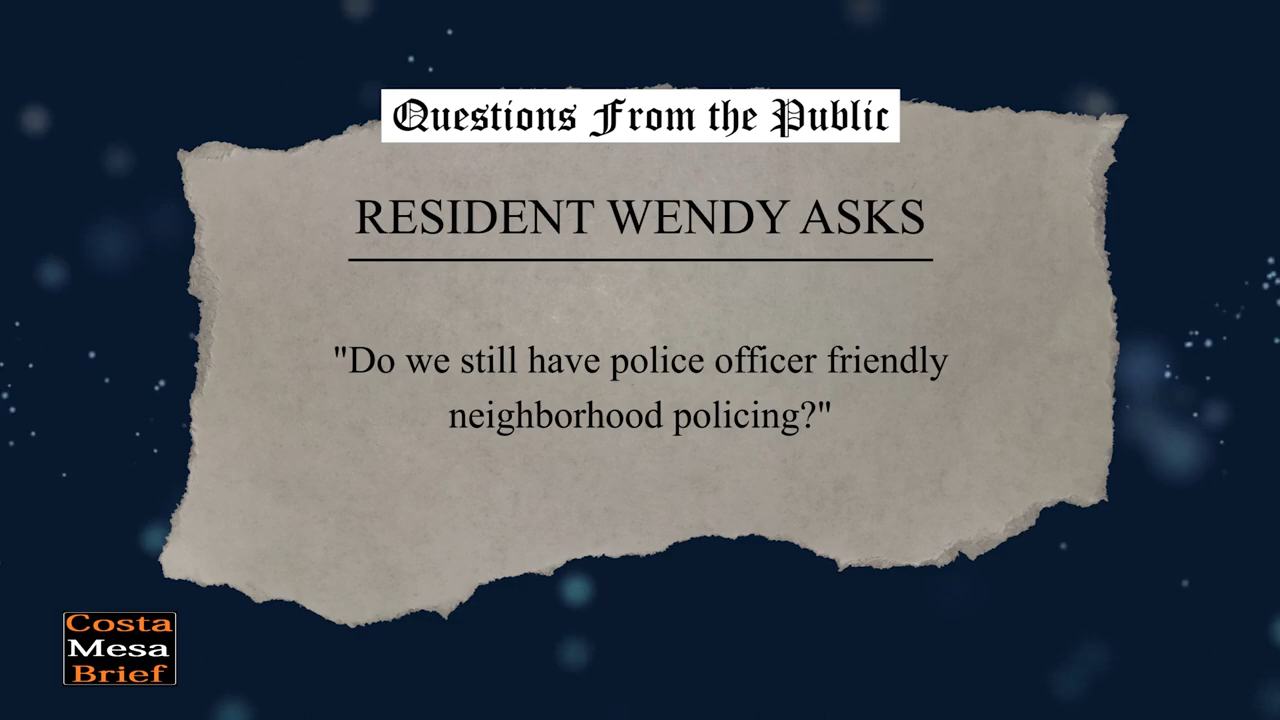 Questions From the Public
RESIDENT WENDY ASKS
"Do we still have police officer friendly
neighborhood policing?"
Costa
Mesa
Brief